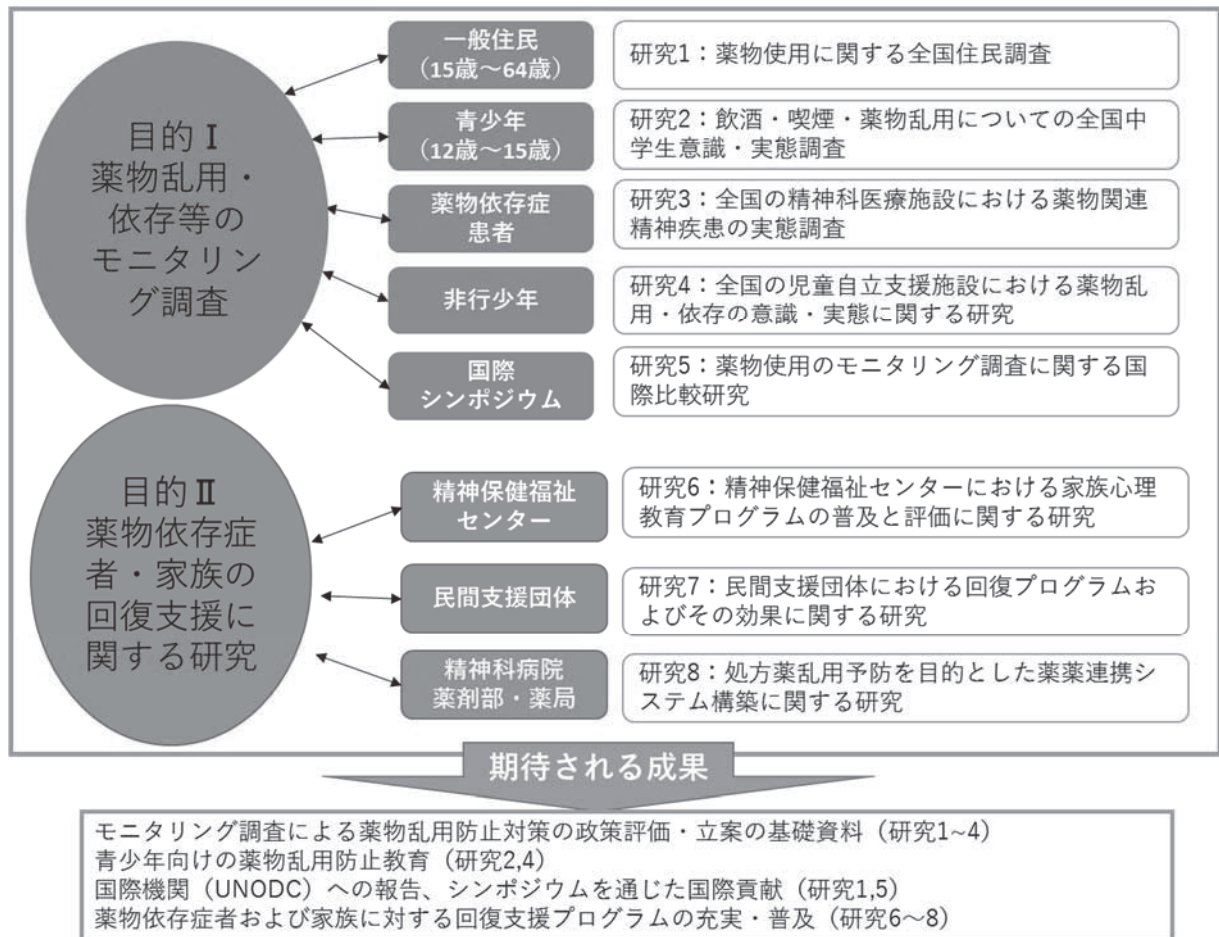 目的Ⅰ
薬物乱用・
依存等の
モニタリン
グ調査
一般住民
（15歳～64歳）
研究1：薬物使用に関する全国住民調査
青少年
（12歳～15歳）
研究2：飲酒・喫煙・薬物乱用についての全国中
学生意識・実態調査
薬物依存症
患者
研究3：全国の精神科医療施設における薬物関連
精神疾患の実態調査
非行少年
研究4：全国の児童自立支援施設における薬物乱
用・依存の意識・実態に関する研究
国際
シンポジウム
研究5：薬物使用のモニタリング調査に関する国
際比較研究
目的Ⅱ
薬物依存症
者・家族の
回復支援に
関する研究
精神保健福祉
センター
研究6：精神保健福祉センターにおける家族心理
教育プログラムの普及と評価に関する研究
民間支援団体
研究7：民間支援団体における回復プログラムお
よびその効果に関する研究
精神科病院
薬剤部・薬局
研究8：処方薬乱用予防を目的とした薬薬連携シ
ステム構築に関する研究
期待される成果
モニタリング調査による薬物乱用防止対策の政策評価・立案の基礎資料（研究1~4）
青少年向けの薬物乱用防止教育（研究2,4）
国際機関（UNODC）への報告、シンポジウムを通じた国際貢献（研究1,5）
薬物依存症者および家族に対する回復支援プログラムの充実・普及（研究6～8）